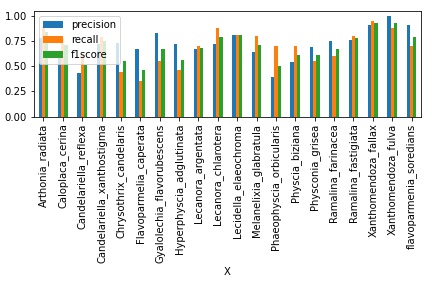 1.00
0.75
0.50
0.25
0.00
precision
recall
f1score
Arthonia_radiata
Caloplaca_cerina
Candelariella_reflexa
Candelariella_xanthostigma
Chrysothrix_candelaris
Flavoparmelia_caperata
Gyalolechia_flavorubescens
Hyperphyscia_adglutinata
Lecanora_argentata
Lecanora_chlarotera
Lecidella_elaeochroma
Melanelixia_glabratula
Phaeophyscia_orbicularis
Physcia_biziana
Physconia_grisea
Ramalina_farinacea
Ramalina_fastigiata
Xanthomendoza_fallax
Xanthomendoza_fulva
flavoparmenia_soredians
X